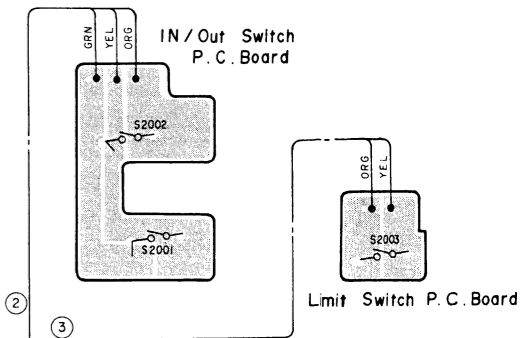 GRN
YEL
ORG
IN/Out Switch
P.C.Board
S2002
S2001
ORG
YEL
S2003
Limit Switch P.C.Board
2
3